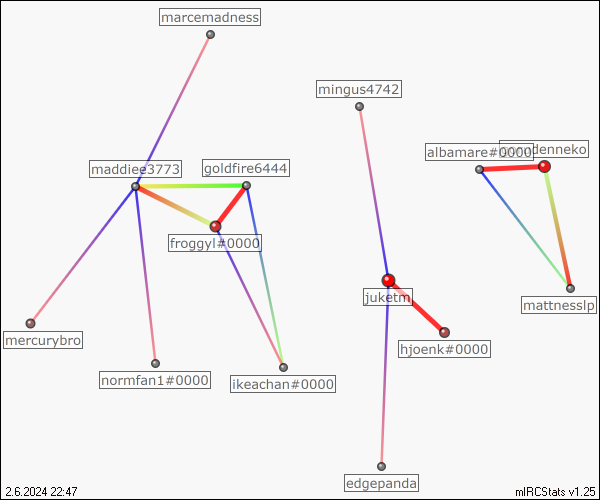 marcemadness
mingus4742
albamare#0000
maddiee3773
goldfire6444
froggyl#0000
juketm
mattnesslp
mercurybro
hjoenk#0000
normfan1#0000
ikeachan#0000
edgepanda
2.6.2024 22:47
mIRCStats v1.25